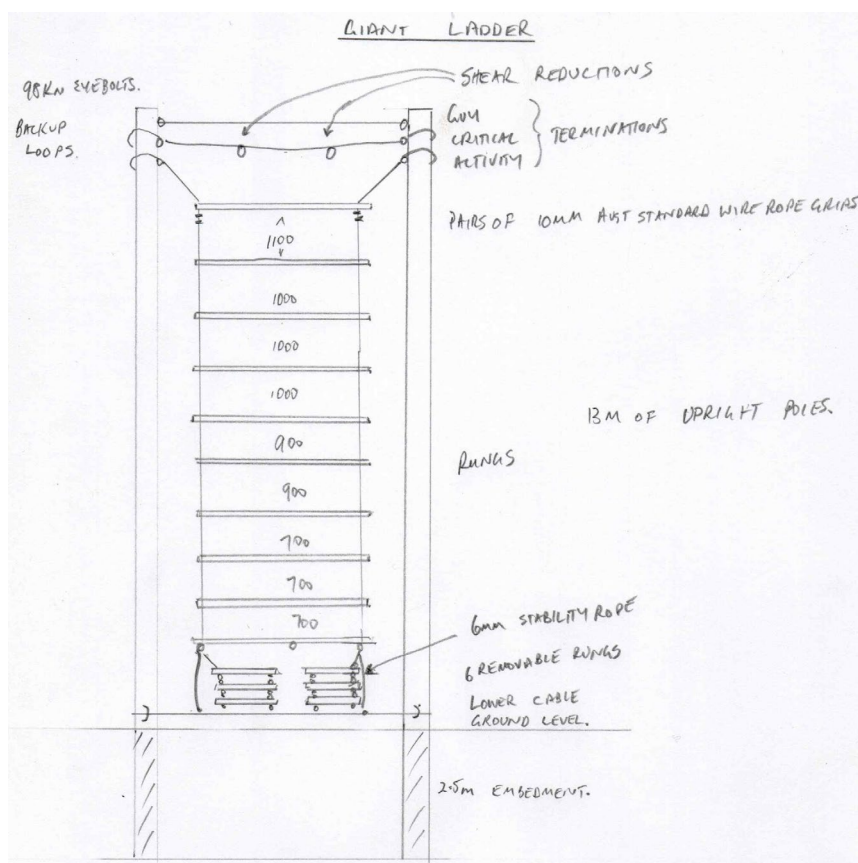 GIANT LADDER
98KN EYEBOLTS.
SHEAR REDUCTIONS
BACKUP
LOOPS.
GUY
CRITICAL
ACTIVITY
TERMINATIONS
PAIRS OF 10MM AUST STANDARD WIRE ROPE GRIPS
1100
1000
1000
1000
13M OF UPRIGHT POLES.
900
RUNGS
900
700
700
700
6mm STABILITY ROPE
6 REMOVABLE RUNGS
LOWER CABLE
GROUND LEVEL.
2.5m EMBEDMENT.